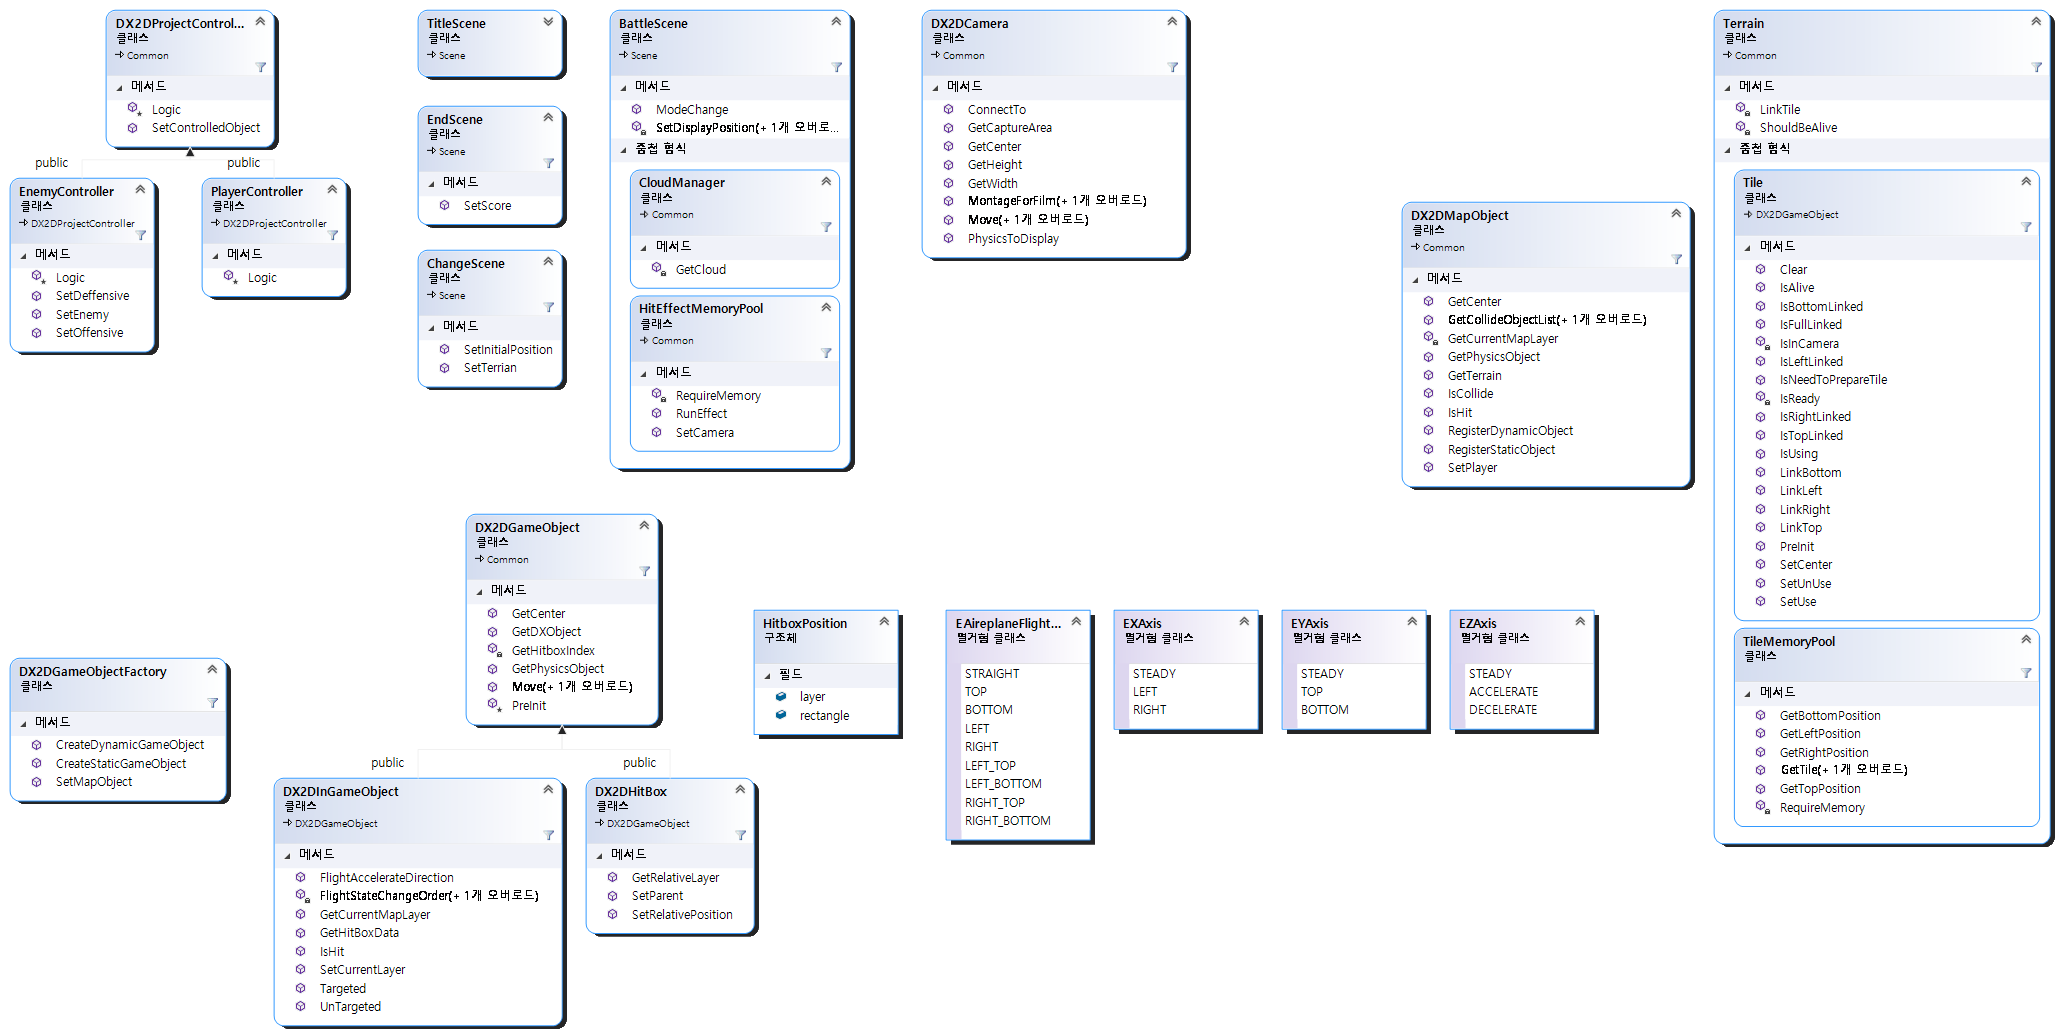 DX2DProjectControl...
클래스
Common
메서드
Logic
SetControlledObject
public
public
EnemyController
클래스
DX2DProjectController
메서드
Logic
SetDeffensive
SetEnemy
SetOffensive
PlayerController
클래스
DX2DProjectController
메서드
Logic
TitleScene
클래스
Scene
EndScene
클래스
Scene
메서드
SetScore
ChangeScene
클래스
Scene
메서드
SetInitialPosition
SetTerrian
BattleScene
클래스
Scene
메서드
ModeChange
SetDisplayPosition(+ 1개 오버로...
중첩 형식
CloudManager
클래스
Common
메서드
GetCloud
HitEffectMemoryPool
클래스
Common
메서드
RequireMemory
RunEffect
SetCamera
DX2DCamera
클래스
Common
메서드
ConnectTo
GetCaptureArea
GetCenter
GetHeight
GetWidth
MontageForFilm(+ 1개 오버로드)
Move(+ 1개 오버로드)
PhysicsToDisplay
DX2DMapObject
클래스
Common
메서드
GetCenter
GetCollideObjectList(+ 1개 오버로드)
GetCurrentMapLayer
GetPhysicsObject
GetTerrain
IsCollide
IsHit
RegisterDynamicObject
RegisterStaticObject
SetPlayer
Terrain
클래스
Common
메서드
LinkTile
ShouldBeAlive
중첩 형식
Tile
클래스
DX2DGameObject
메서드
Clear
IsAlive
IsBottomLinked
IsFullLinked
IsInCamera
IsLeftLinked
IsNeedToPrepareTile
IsReady
IsRightLinked
IsTopLinked
IsUsing
LinkBottom
LinkLeft
LinkRight
LinkTop
PreInit
SetCenter
SetUnUse
SetUse
TileMemoryPool
클래스
메서드
GetBottomPosition
GetLeftPosition
GetRightPosition
GetTile(+ 1개 오버로드)
GetTopPosition
RequireMemory
DX2DGameObjectFactory
클래스
메서드
CreateDynamicGameObject
CreateStaticGameObject
SetMapObject
DX2DGameObject
클래스
Common
메서드
GetCenter
GetDXObject
GetHitboxIndex
GetPhysicsObject
Move(+ 1개 오버로드)
PreInit
public
public
DX2DInGameObject
클래스
DX2DGameObject
메서드
FlightAccelerateDirection
FlightStateChangeOrder(+ 1개 오버로드)
GetCurrentMapLayer
GetHitBoxData
IsHit
SetCurrentLayer
Targeted
UnTargeted
DX2DHitBox
클래스
DX2DGameObject
메서드
GetRelativeLayer
SetParent
SetRelativePosition
HitboxPosition
구조체
필드
layer
rectangle
EAireplaneFlight...
열거형 클래스
STRAIGHT
TOP
BOTTOM
LEFT
RIGHT
LEFT_TOP
LEFT_BOTTOM
RIGHT_TOP
RIGHT_BOTTOM
EXAxis
열거형 클래스
STEADY
LEFT
RIGHT
EYAxis
열거형 클래스
STEADY
TOP
BOTTOM
EZAxis
열거형 클래스
STEADY
ACCELERATE
DECELERATE